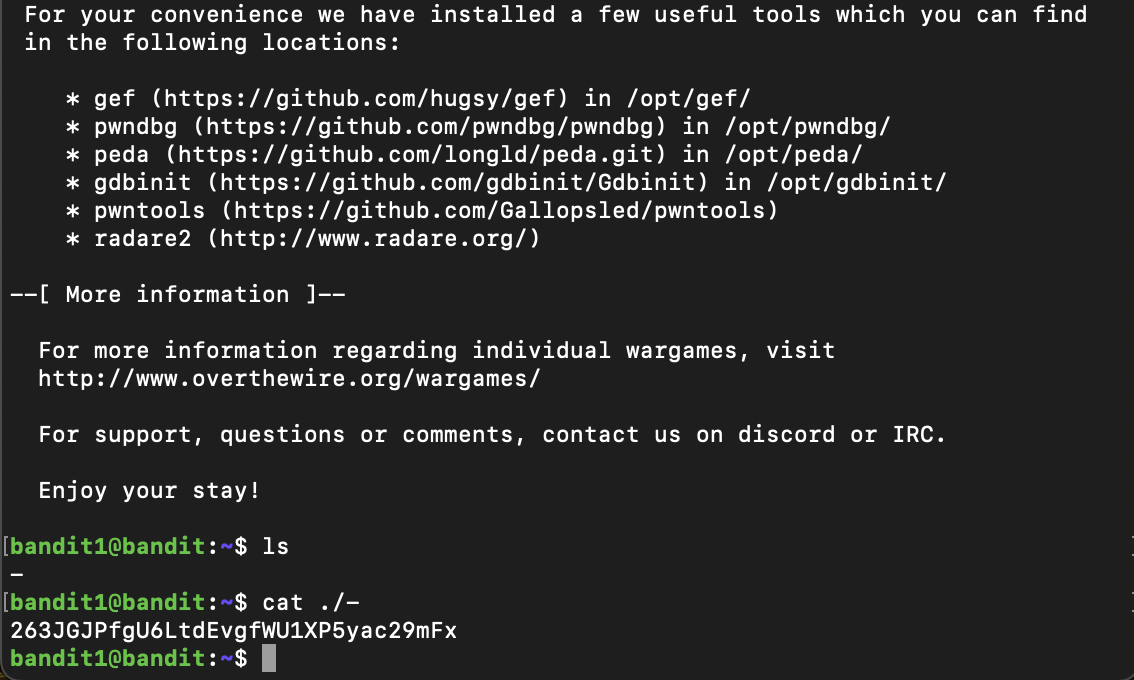 For your convenience we have installed a few useful tools which you can find
in the following locations:
* gef (https://github.com/hugsy/gef) in /opt/gef/
* pwndbg (https://github.com/pwndbg/pwndbg) in /opt/pwndbg/
* peda (https://github.com/longld/peda.git) in /opt/peda/
* gdbinit (https://github.com/gdbinit/Gdbinit) in /opt/gdbinit/
* pwntools (https://github.com/Gallopsled/pwntools)
* radare2 (http://www.radare.org/)
--[ More information ]--
For more information regarding individual wargames, visit
http://www.overthewire.org/wargames/
For support, questions or comments, contact us on discord or IRC.
Enjoy your stay!
[bandit1@bandit:~$ ls ]
-
[bandit1@bandit:~$ cat ./- ]
263JGJPfgU6LtdEvgfWU1XP5yac29mFx
bandit1@bandit:~$